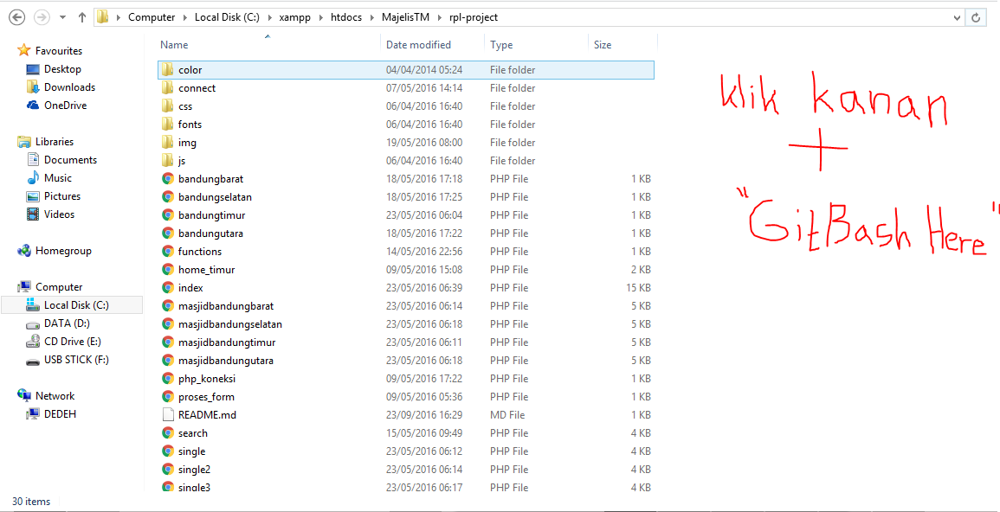 Computer Local Disk (C:) xampp htdocs MajelisTM rpl-project
Favourites
Desktop
Downloads
OneDrive
Libraries
Documents
Music
Pictures
Videos
Homegroup
Computer
Local Disk (C:)
DATA (D:)
CD Drive (E:)
USB STICK (F:)
Network
DEDEH
Name Date modified Type Size
color 04/04/2014 05:24 File folder
connect 07/05/2016 14:14 File folder
css 06/04/2016 16:40 File folder
fonts 06/04/2016 16:40 File folder
img 19/05/2016 08:00 File folder
js 06/04/2016 16:40 File folder
bandungbarat 18/05/2016 17:18 PHP File 1 KB
bandungselatan 18/05/2016 17:25 PHP File 1 KB
bandungtimur 23/05/2016 06:04 PHP File 1 KB
bandungutara 18/05/2016 17:22 PHP File 1 KB
functions 14/05/2016 22:56 PHP File 1 KB
home_timur 09/05/2016 15:08 PHP File 2 KB
index 23/05/2016 06:39 PHP File 15 KB
masjidbandungbarat 23/05/2016 06:14 PHP File 5 KB
masjidbandungselatan 23/05/2016 06:18 PHP File 5 KB
masjidbandungtimur 23/05/2016 06:11 PHP File 5 KB
masjidbandungutara 23/05/2016 06:18 PHP File 5 KB
php_koneksi 09/05/2016 17:22 PHP File 1 KB
proses_form 09/05/2016 05:36 PHP File 1 KB
README.md 23/09/2016 16:29 MD File 1 KB
search 15/05/2016 09:49 PHP File 4 KB
single 23/05/2016 06:12 PHP File 4 KB
single2 23/05/2016 06:14 PHP File 4 KB
single3 23/05/2016 06:17 PHP File 4 KB
klik kanan
+
"GitBash Here"
30 items